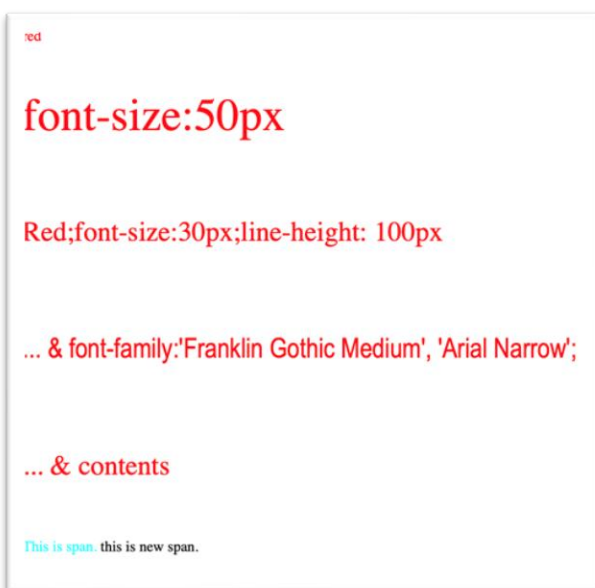 red
font-size:50px
Red;font-size:30px;line-height: 100px
... & font-family:'Franklin Gothic Medium', 'Arial Narrow';
... & contents
This is span. this is new span.